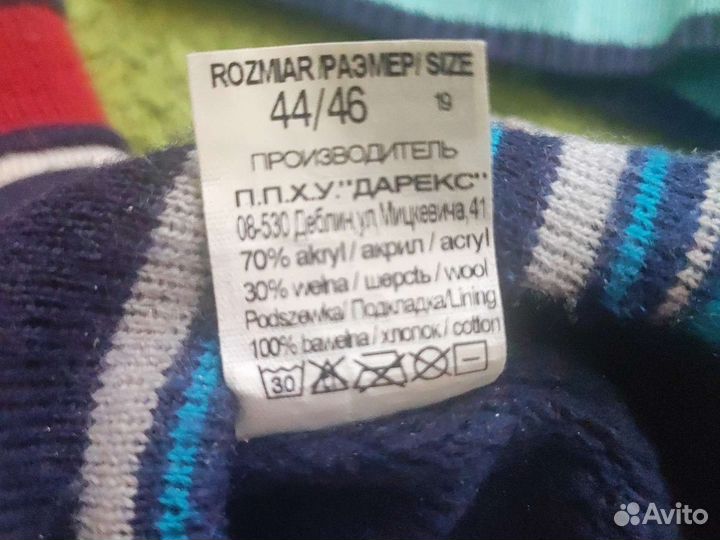 ROZMIAR/РАЗМЕР/SIZE
44/46 19
ПРОИЗВОДИТЕЛЬ
П.П.Х.У."ДАРЕКС"
08-530 Деблин,ул.Мицкевича,41
70% akryl / акрил / acryl
30% wełna / шерсть / wool
Podszewka/ Подкладка/Lining
100% bawełna / хлопок / cotton
30
Avito